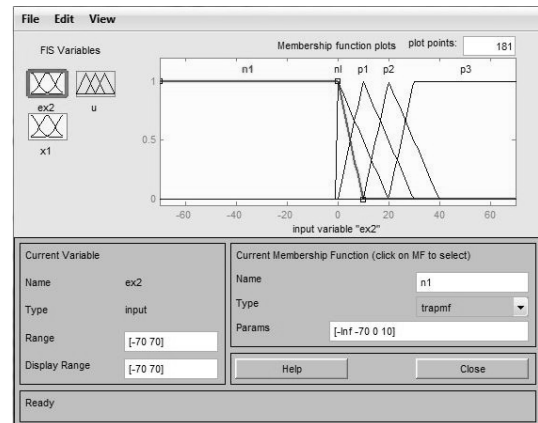 File Edit View
FIS Variables
Membership function plots plot points: 181
n1 nl p1 p2 p3
ex2 u
x1
1
0.5
0
-60 -40 -20 0 20 40 60
input variable "ex2"
Current Variable
Name ex2
Type input
Range [-70 70]
Display Range [-70 70]
Current Membership Function (click on MF to select)
Name n1
Type trapmf
Params [-Inf -70 0 10]
Help Close
Ready